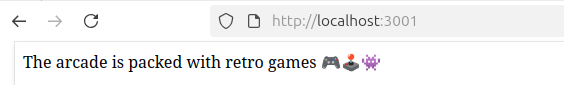 http://localhost:3001
The arcade is packed with retro games 🎮🕹️👾